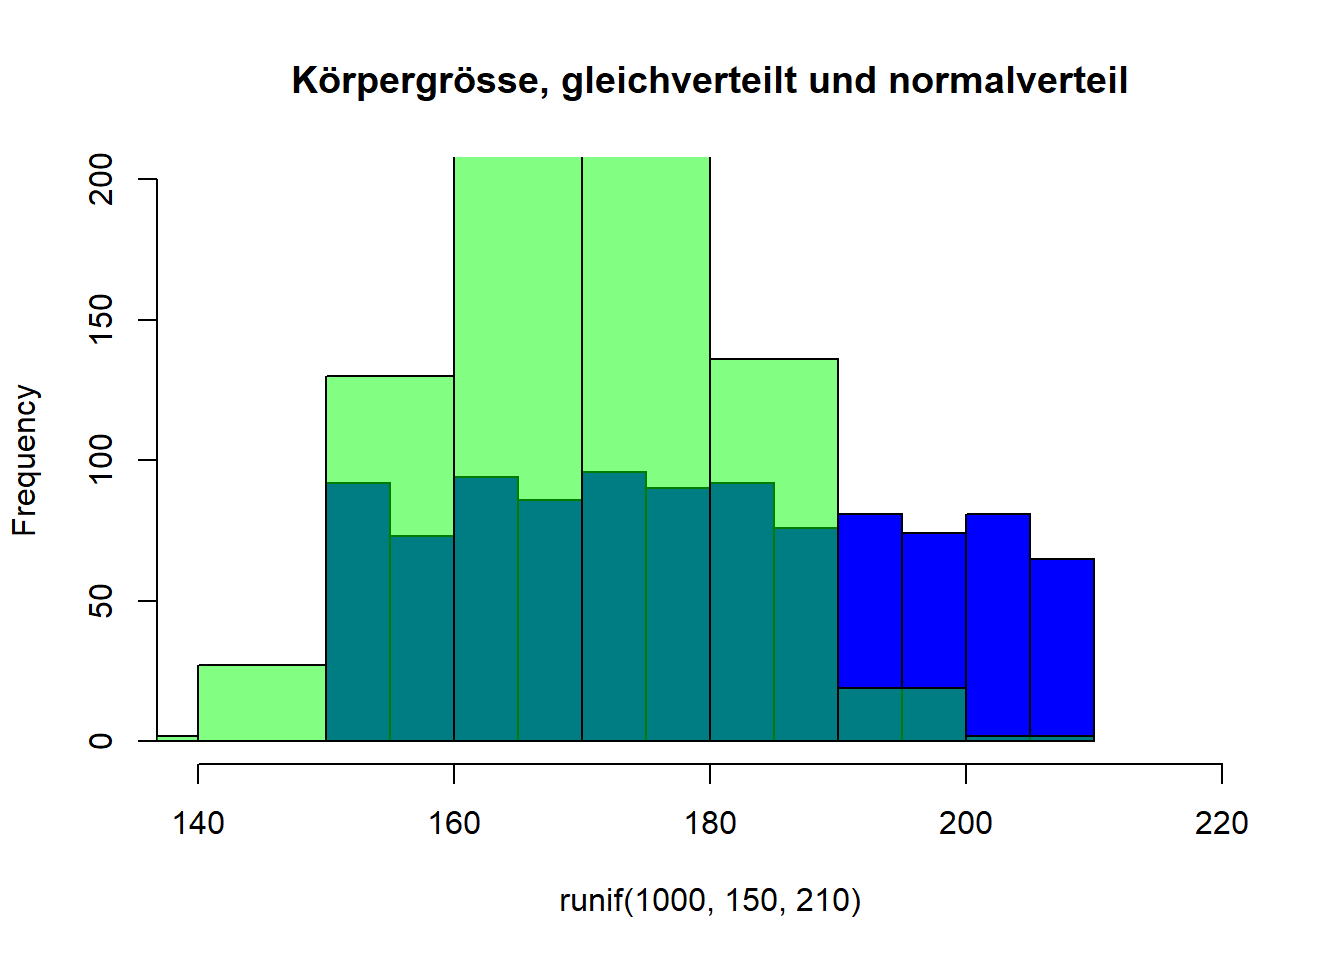 Körpergrösse, gleichverteilt und normalverteil
200
150
100
50
0
Frequency
140 160 180 200 220
runif(1000, 150, 210)